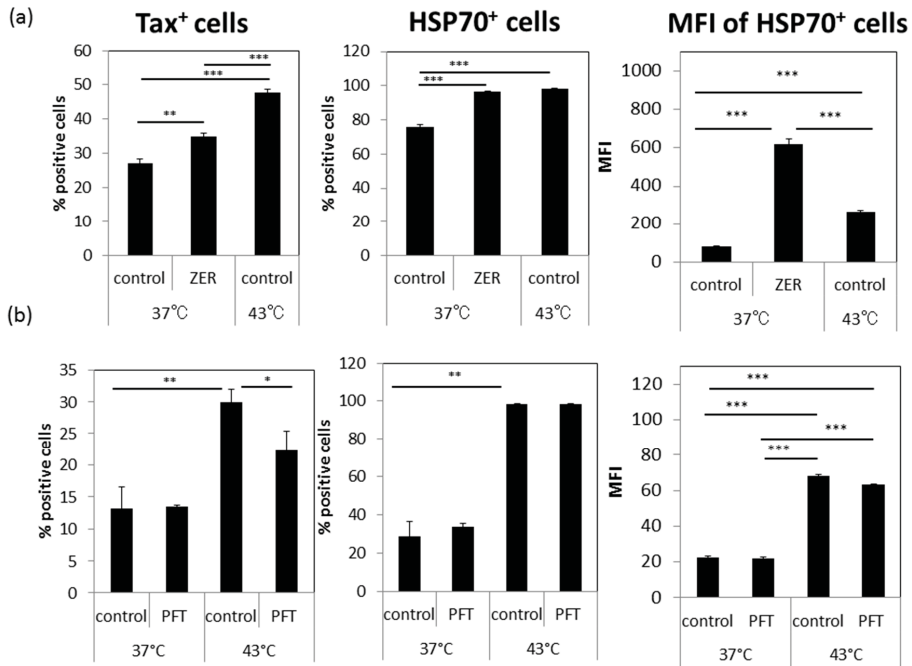 (a)
Tax+ cells
HSP70+ cells
MFI of HSP70+ cells
% positive cells
60
50
40
30
20
10
0
***
***
**
control
ZER
control
37℃
43℃
% positive cells
120
100
80
60
40
20
0
***
***
control
ZER
control
37℃
43℃
MFI
1000
800
600
400
200
0
***
***
***
control
ZER
control
37℃
43℃
(b)
% positive cells
35
30
25
20
15
10
5
0
**
*
control
PFT
control
PFT
37°C
43°C
% positive cells
120
100
80
60
40
20
0
**
control
PFT
control
PFT
37°C
43°C
MFI
120
100
80
60
40
20
0
***
***
***
***
control
PFT
control
PFT
37°C
43°C